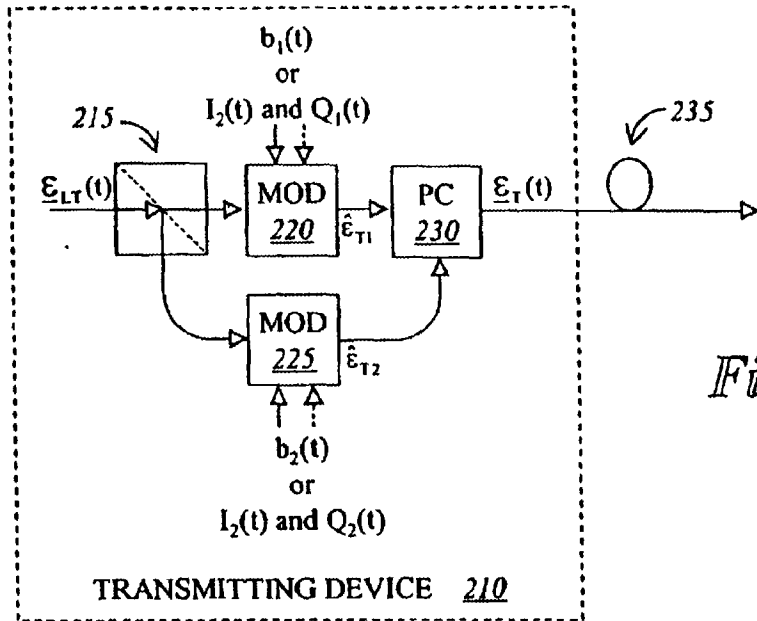 b₁(t)
or
I₂(t) and Q₁(t)
215
235
ε_LT(t)
MOD
220
ε̂_T1
PC
230
ε_T(t)
MOD
225
ε̂_T2
b₂(t)
or
I₂(t) and Q₂(t)
TRANSMITTING DEVICE 210